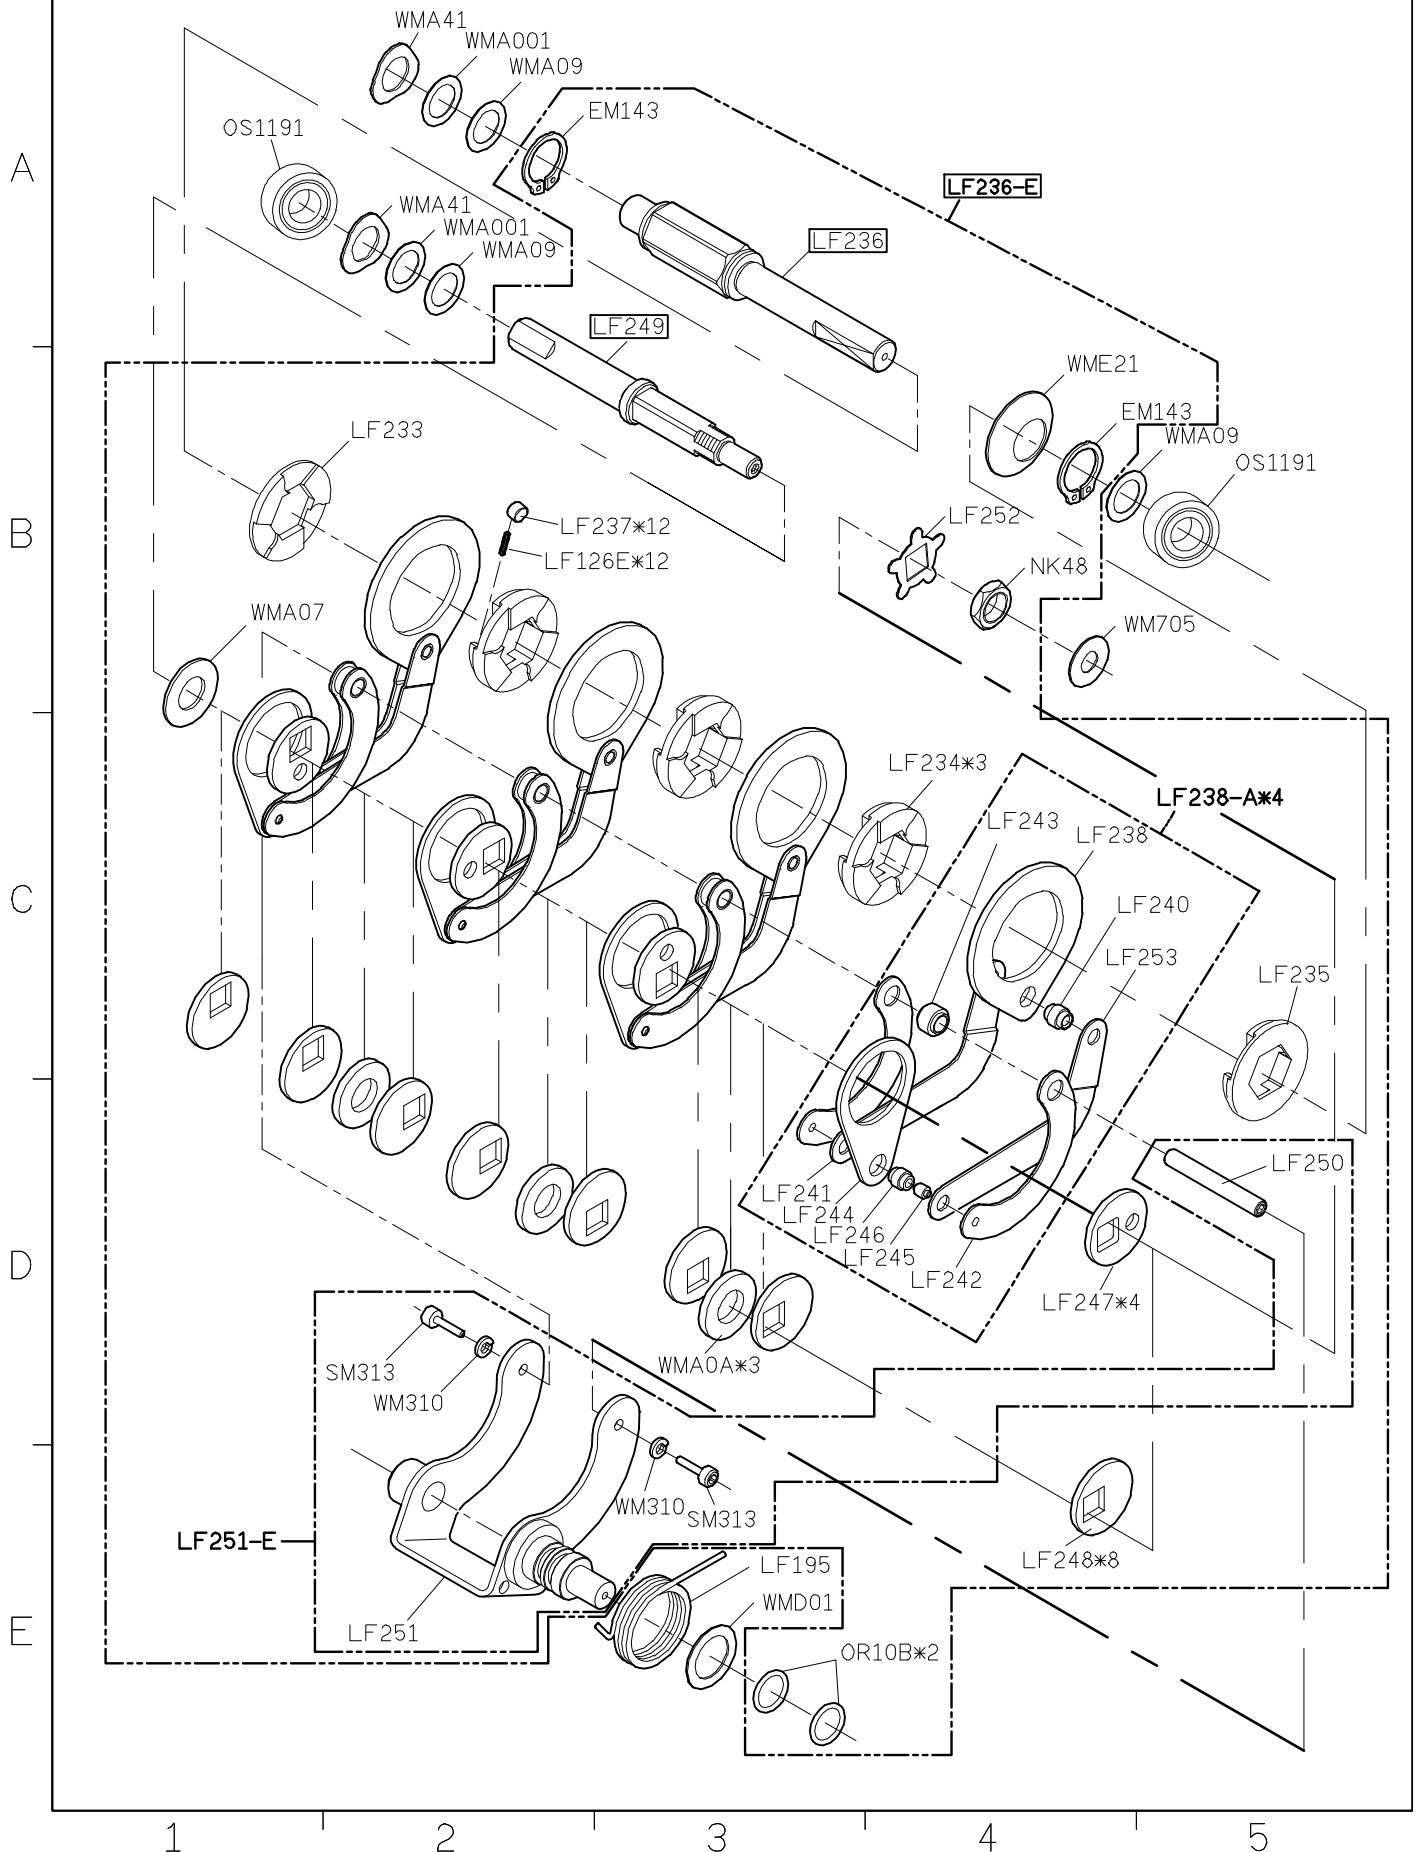 WMA41
WMA001
WMA09
EM143
OS1191
A
LF236-E
WMA41
WMA001
WMA09
LF236
LF249
WME21
EM143
WMA09
OS1191
LF233
B
LF237*12
LF126E*12
LF252
NK48
WMA07
WM705
LF234*3
LF238-A*4
LF243
LF238
C
LF240
LF253
LF235
LF250
LF241
LF244
LF246
LF245
LF242
D
LF247*4
SM313
WM310
WMA0A*3
WM310
SM313
LF251-E
LF248*8
LF195
WMD01
LF251
E
OR10B*2
1 2 3 4 5